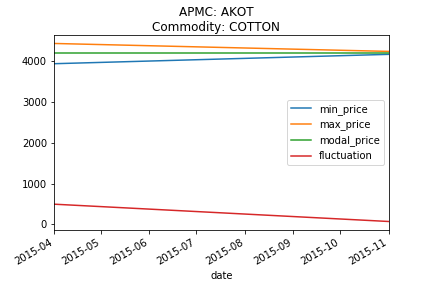 APMC: AKOT
Commodity: COTTON
4000
3000
2000
1000
0
min_price
max_price
modal_price
fluctuation
2015-04
2015-05
2015-06
2015-07
2015-08
2015-09
2015-10
2015-11
date